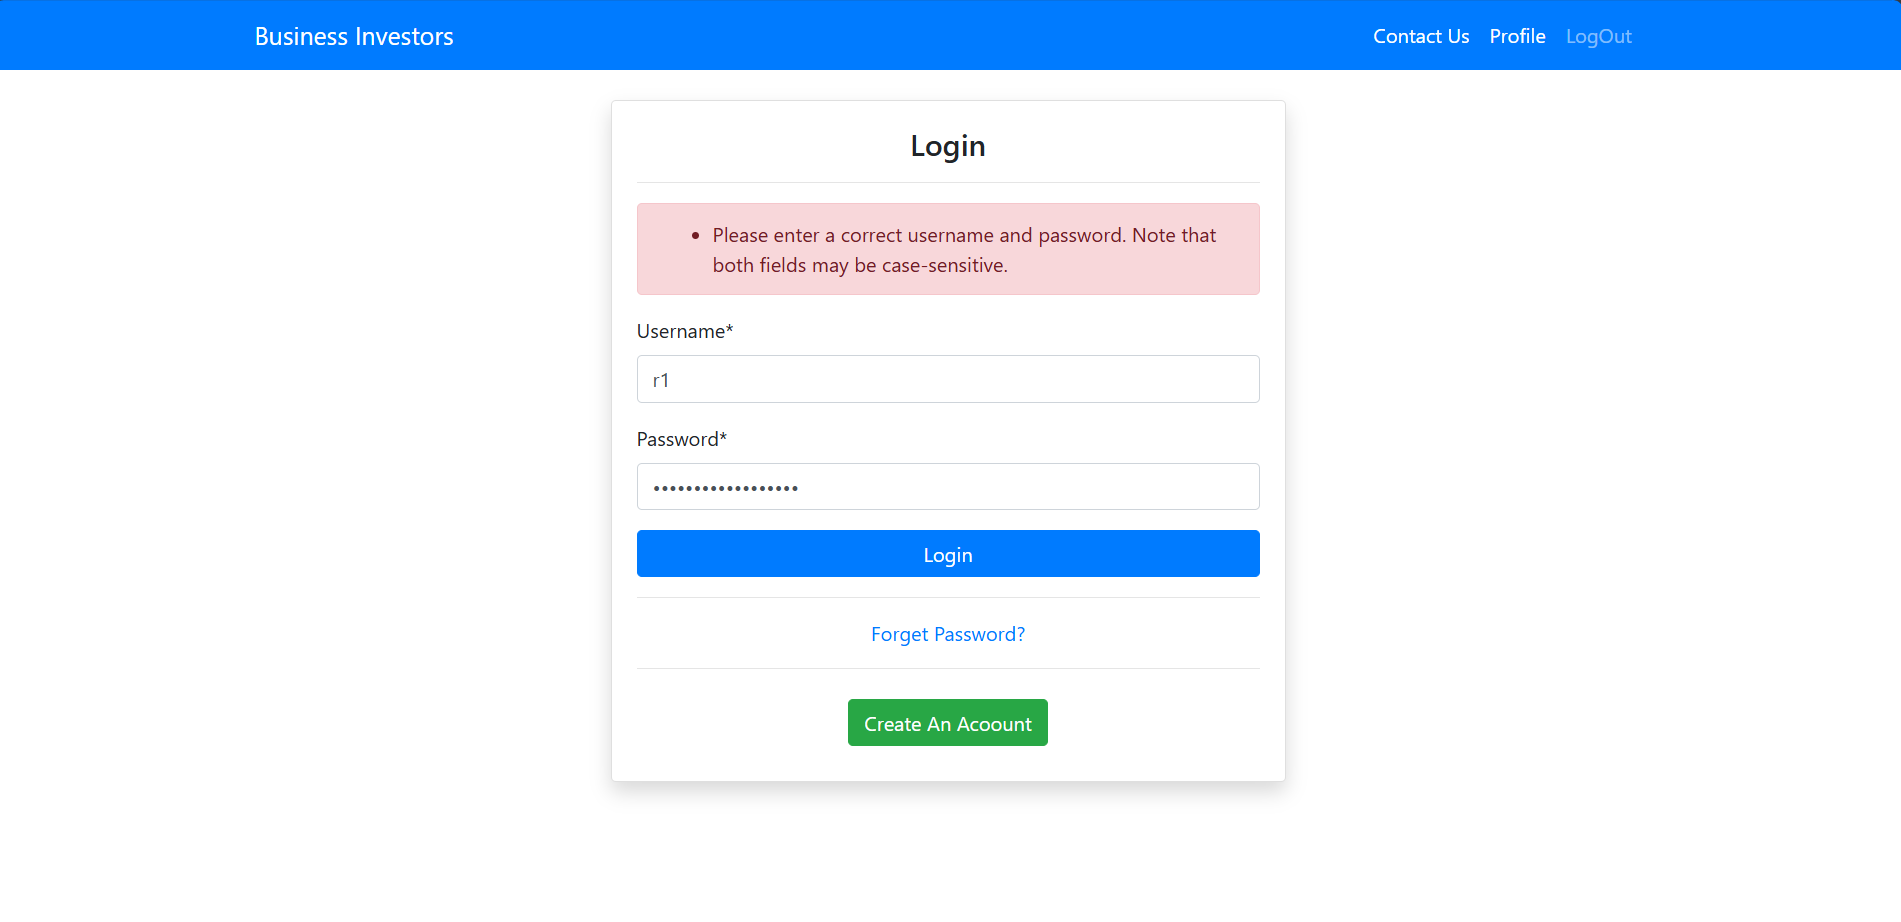 Business Investors
Contact Us
Profile
LogOut
Login
• Please enter a correct username and password. Note that
both fields may be case-sensitive.
Username*
r1
Password*
••••••••••••••••••
Login
Forget Password?
Create An Acoount